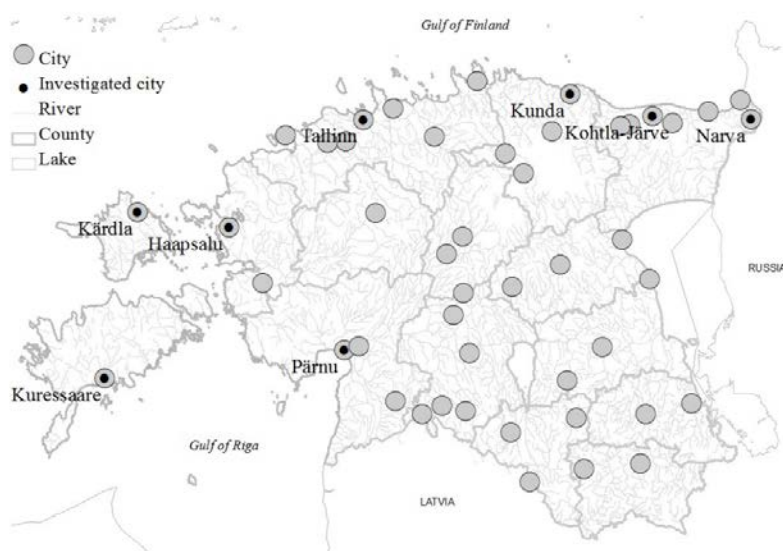 Gulf of Finland
City
Investigated city
River
County
Lake
Kunda
Tallinn
Kohtla-Järve
Narva
Kärdla
Haapsalu
RUSSIA
Pärnu
Kuressaare
Gulf of Riga
LATVIA